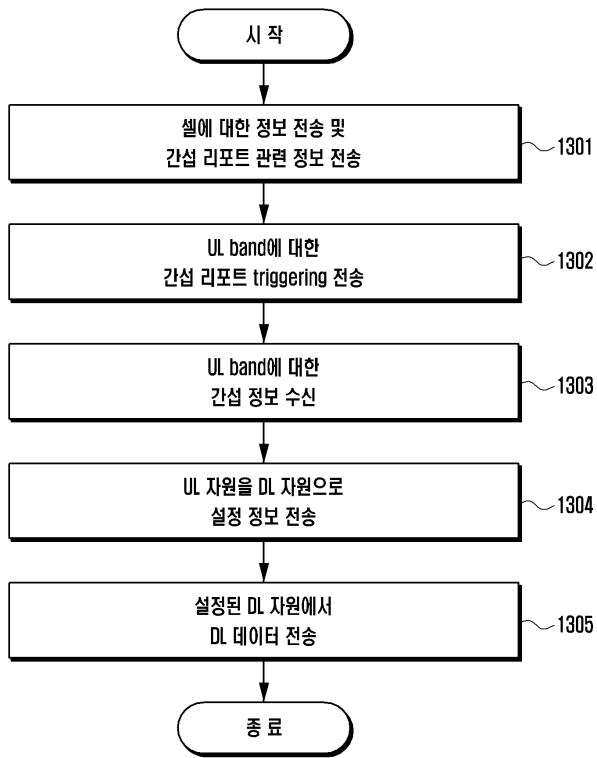 시 작
셀에 대한 정보 전송 및
간섭 리포트 관련 정보 전송
1301
UL band에 대한
간섭 리포트 triggering 전송
1302
UL band에 대한
간섭 정보 수신
1303
UL 자원을 DL 자원으로
설정 정보 전송
1304
설정된 DL 자원에서
DL 데이터 전송
1305
종 료